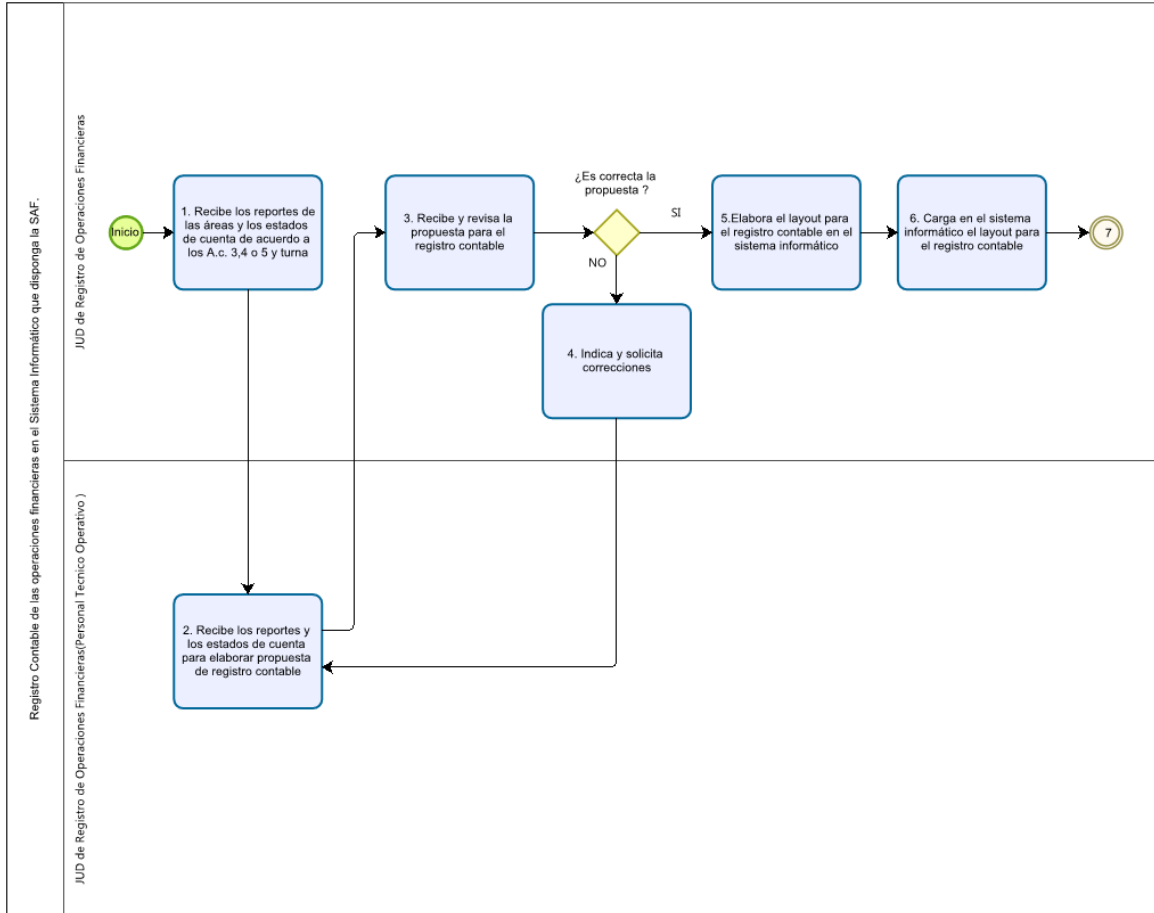 Registro Contable de las operaciones financieras en el Sistema Informático que disponga la SAF.
JUD de Registro de Operaciones Financieras
Inicio
1. Recibe los reportes de
las áreas y los estados
de cuenta de acuerdo a
los A.c. 3,4 o 5 y turna
3. Recibe y revisa la
propuesta para el
registro contable
¿Es correcta la
propuesta ?
SI
NO
5.Elabora el layout para
el registro contable en el
sistema informático
6. Carga en el sistema
informático el layout para
el registro contable
7
4. Indica y solicita
correcciones
JUD de Registro de Operaciones Financieras(Personal Tecnico Operativo )
2. Recibe los reportes y
los estados de cuenta
para elaborar propuesta
de registro contable